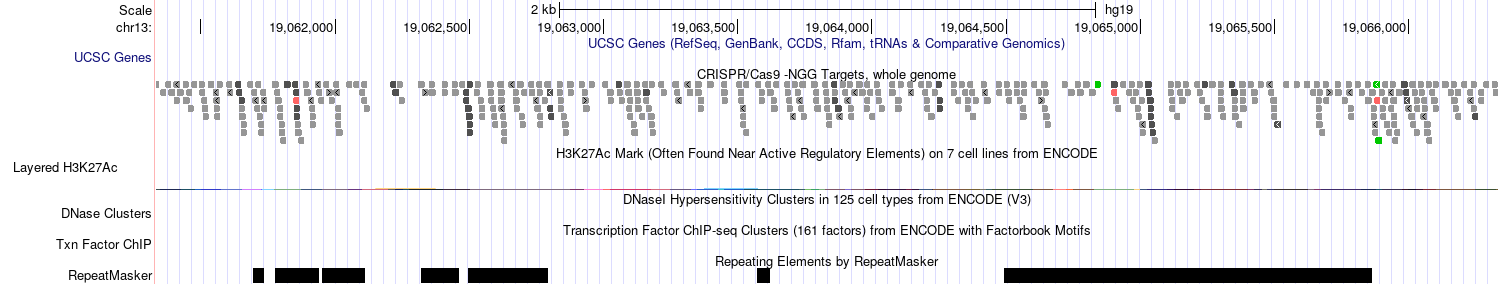 Scale 2 kb hg19
chr13: 19,062,000 19,062,500 19,063,000 19,063,500 19,064,000 19,064,500 19,065,000 19,065,500 19,066,000
UCSC Genes (RefSeq, GenBank, CCDS, Rfam, tRNAs & Comparative Genomics)
UCSC Genes
CRISPR/Cas9 -NGG Targets, whole genome
H3K27Ac Mark (Often Found Near Active Regulatory Elements) on 7 cell lines from ENCODE
Layered H3K27Ac
DNaseI Hypersensitivity Clusters in 125 cell types from ENCODE (V3)
DNase Clusters
Transcription Factor ChIP-seq Clusters (161 factors) from ENCODE with Factorbook Motifs
Txn Factor ChIP
Repeating Elements by RepeatMasker
RepeatMasker